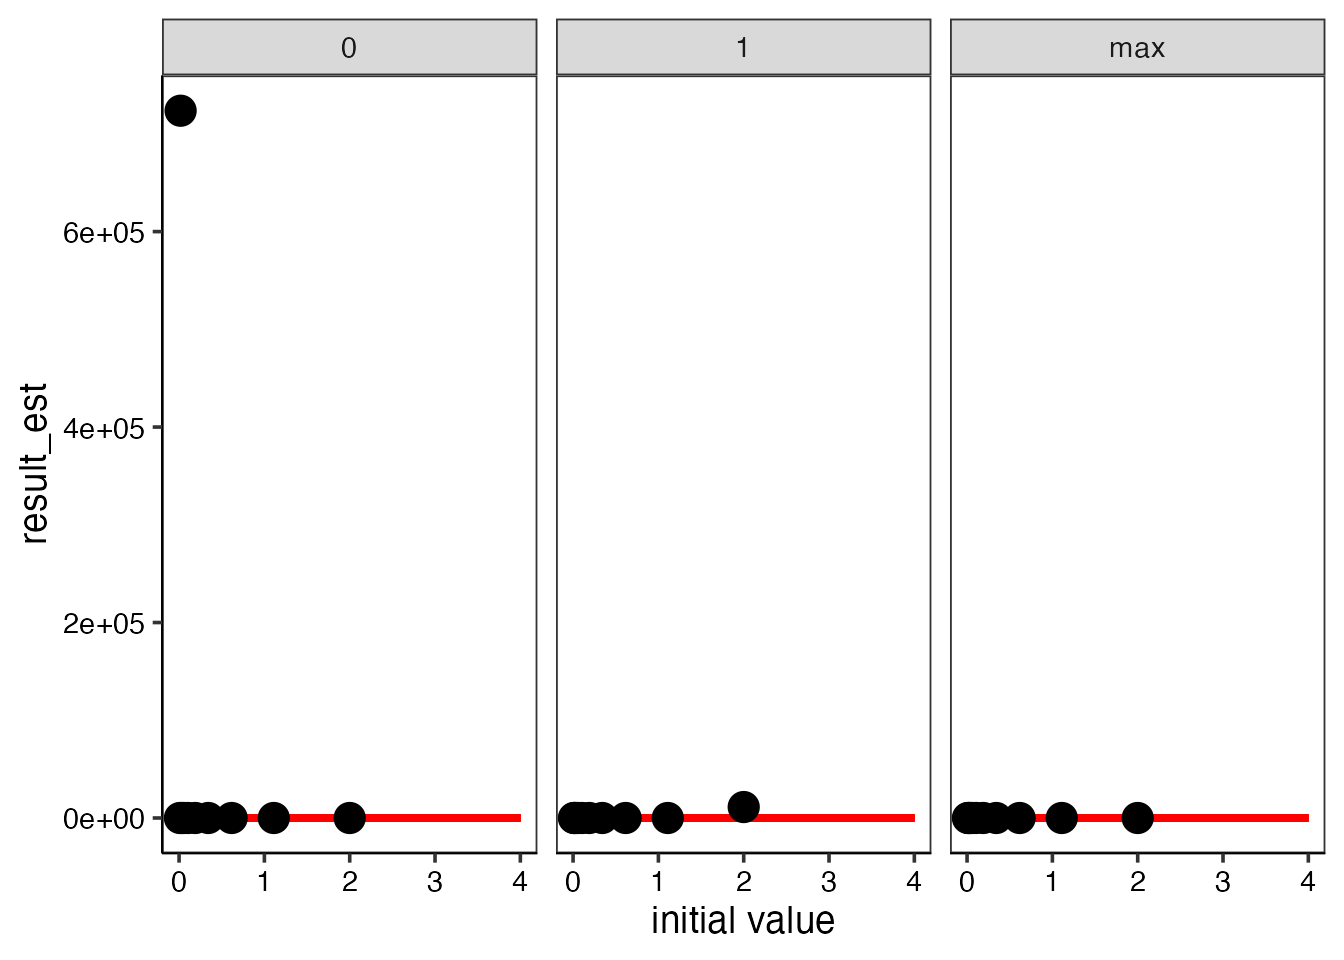 0 1 max
6e+05
4e+05
2e+05
0e+00
result_est
0 1 2 3 4 0 1 2 3 4 0 1 2 3 4
initial value